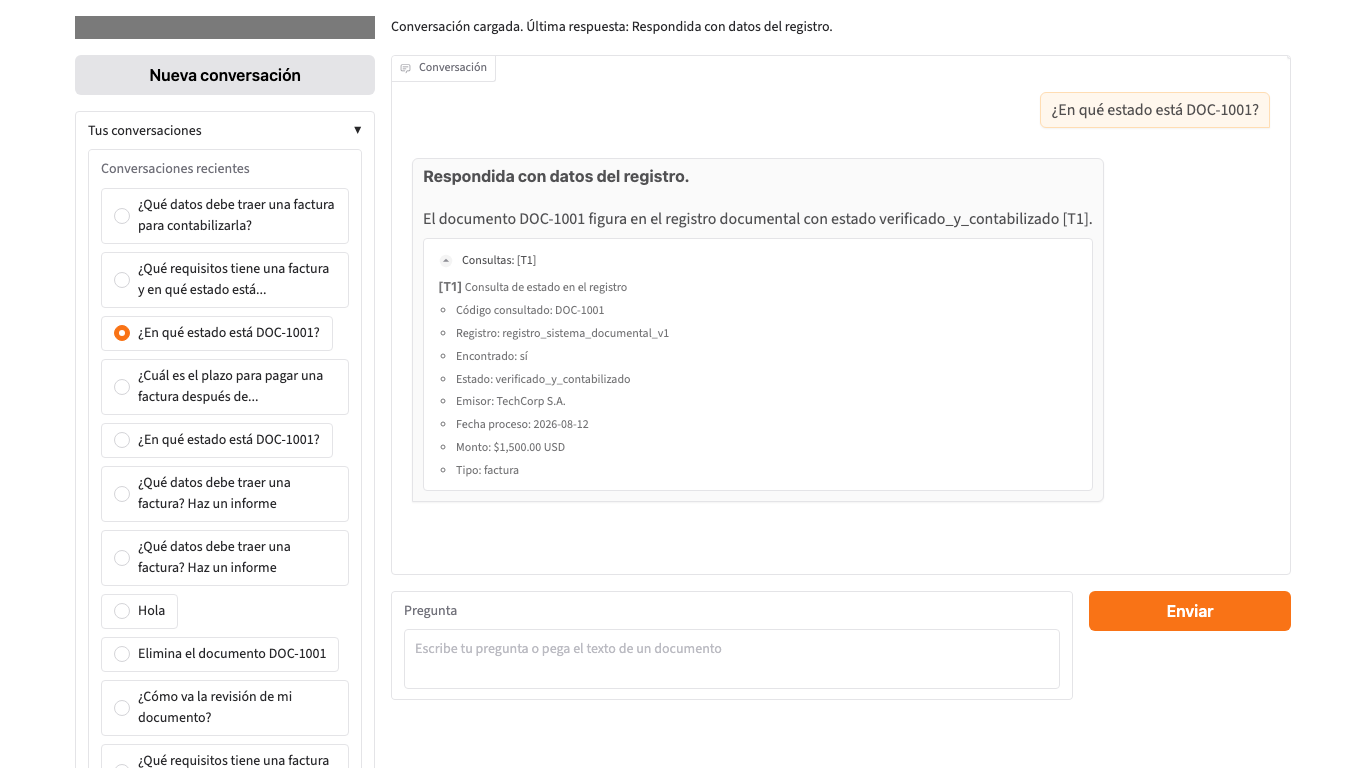 Conversación cargada. Última respuesta: Respondida con datos del registro.
Nueva conversación
Tus conversaciones
Conversaciones recientes
¿Qué datos debe traer una factura
para contabilizarla?
¿Qué requisitos tiene una factura
y en qué estado está...
¿En qué estado está DOC-1001?
¿Cuál es el plazo para pagar una
factura después de...
¿En qué estado está DOC-1001?
¿Qué datos debe traer una
factura? Haz un informe
¿Qué datos debe traer una
factura? Haz un informe
Hola
Elimina el documento DOC-1001
¿Cómo va la revisión de mi
documento?
¿Qué requisitos tiene una factura
Conversación
¿En qué estado está DOC-1001?
Respondida con datos del registro.
El documento DOC-1001 figura en el registro documental con estado verificado_y_contabilizado [T1].
Consultas: [T1]
[T1] Consulta de estado en el registro
Código consultado: DOC-1001
Registro: registro_sistema_documental_v1
Encontrado: sí
Estado: verificado_y_contabilizado
Emisor: TechCorp S.A.
Fecha proceso: 2026-08-12
Monto: $1,500.00 USD
Tipo: factura
Pregunta
Escribe tu pregunta o pega el texto de un documento
Enviar